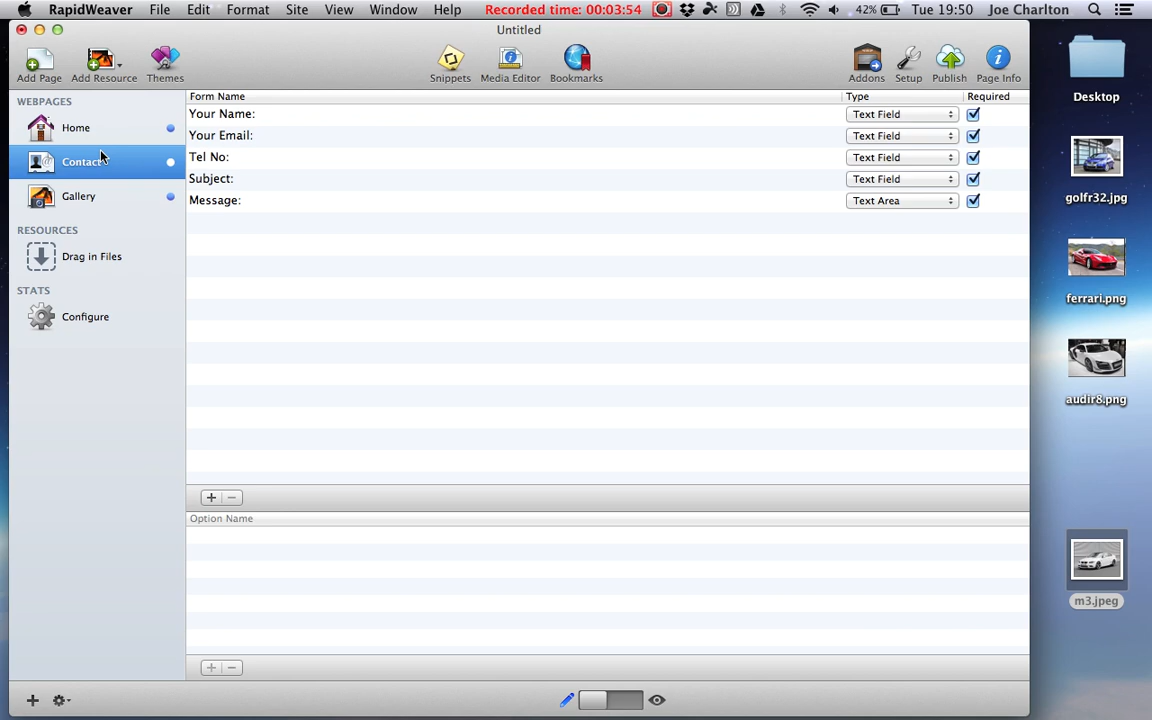 RapidWeaver File Edit Format Site View Window Help Recorded time: 00:03:54 42% Tue 19:50 Joe Charlton
Untitled
Add Page Add Resource Themes Snippets Media Editor Bookmarks Addons Setup Publish Page Info
WEBPAGES
Home
Contact
Gallery
RESOURCES
Drag in Files
STATS
Configure
Form Name Type Required
Your Name: Text Field
Your Email: Text Field
Tel No: Text Field
Subject: Text Field
Message: Text Area
Option Name
Desktop
golfr32.jpg
ferrari.png
audir8.png
m3.jpeg